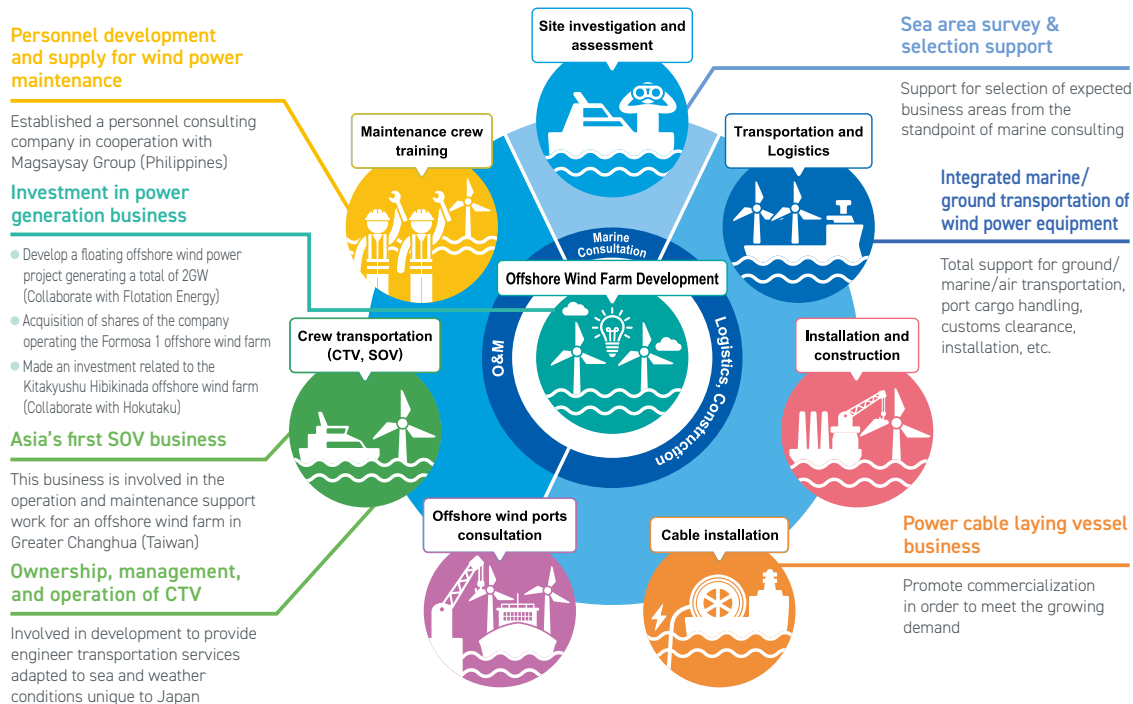 Personnel development
and supply for wind power
maintenance
Established a personnel consulting
company in cooperation with
Magsaysay Group (Philippines)
Investment in power
generation business
Develop a floating offshore wind power
project generating a total of 2GW
(Collaborate with Flotation Energy)
Acquisition of shares of the company
operating the Formosa 1 offshore wind farm
Made an investment related to the
Kitakyushu Hibikinada offshore wind farm
(Collaborate with Hokutaku)
Asia's first SOV business
This business is involved in the
operation and maintenance support
work for an offshore wind farm in
Greater Changhua (Taiwan)
Ownership, management,
and operation of CTV
Involved in development to provide
engineer transportation services
adapted to sea and weather
conditions unique to Japan
Site investigation and
assessment
Maintenance crew
training
Transportation and
Logistics
Marine
Consultation
Offshore Wind Farm Development
O&M
Logistics, Construction
Crew transportation
(CTV, SOV)
Installation and
construction
Offshore wind ports
consultation
Cable installation
Sea area survey &
selection support
Support for selection of expected
business areas from the
standpoint of marine consulting
Integrated marine/
ground transportation of
wind power equipment
Total support for ground/
marine/air transportation,
port cargo handling,
customs clearance,
installation, etc.
Power cable laying vessel
business
Promote commercialization
in order to meet the growing
demand